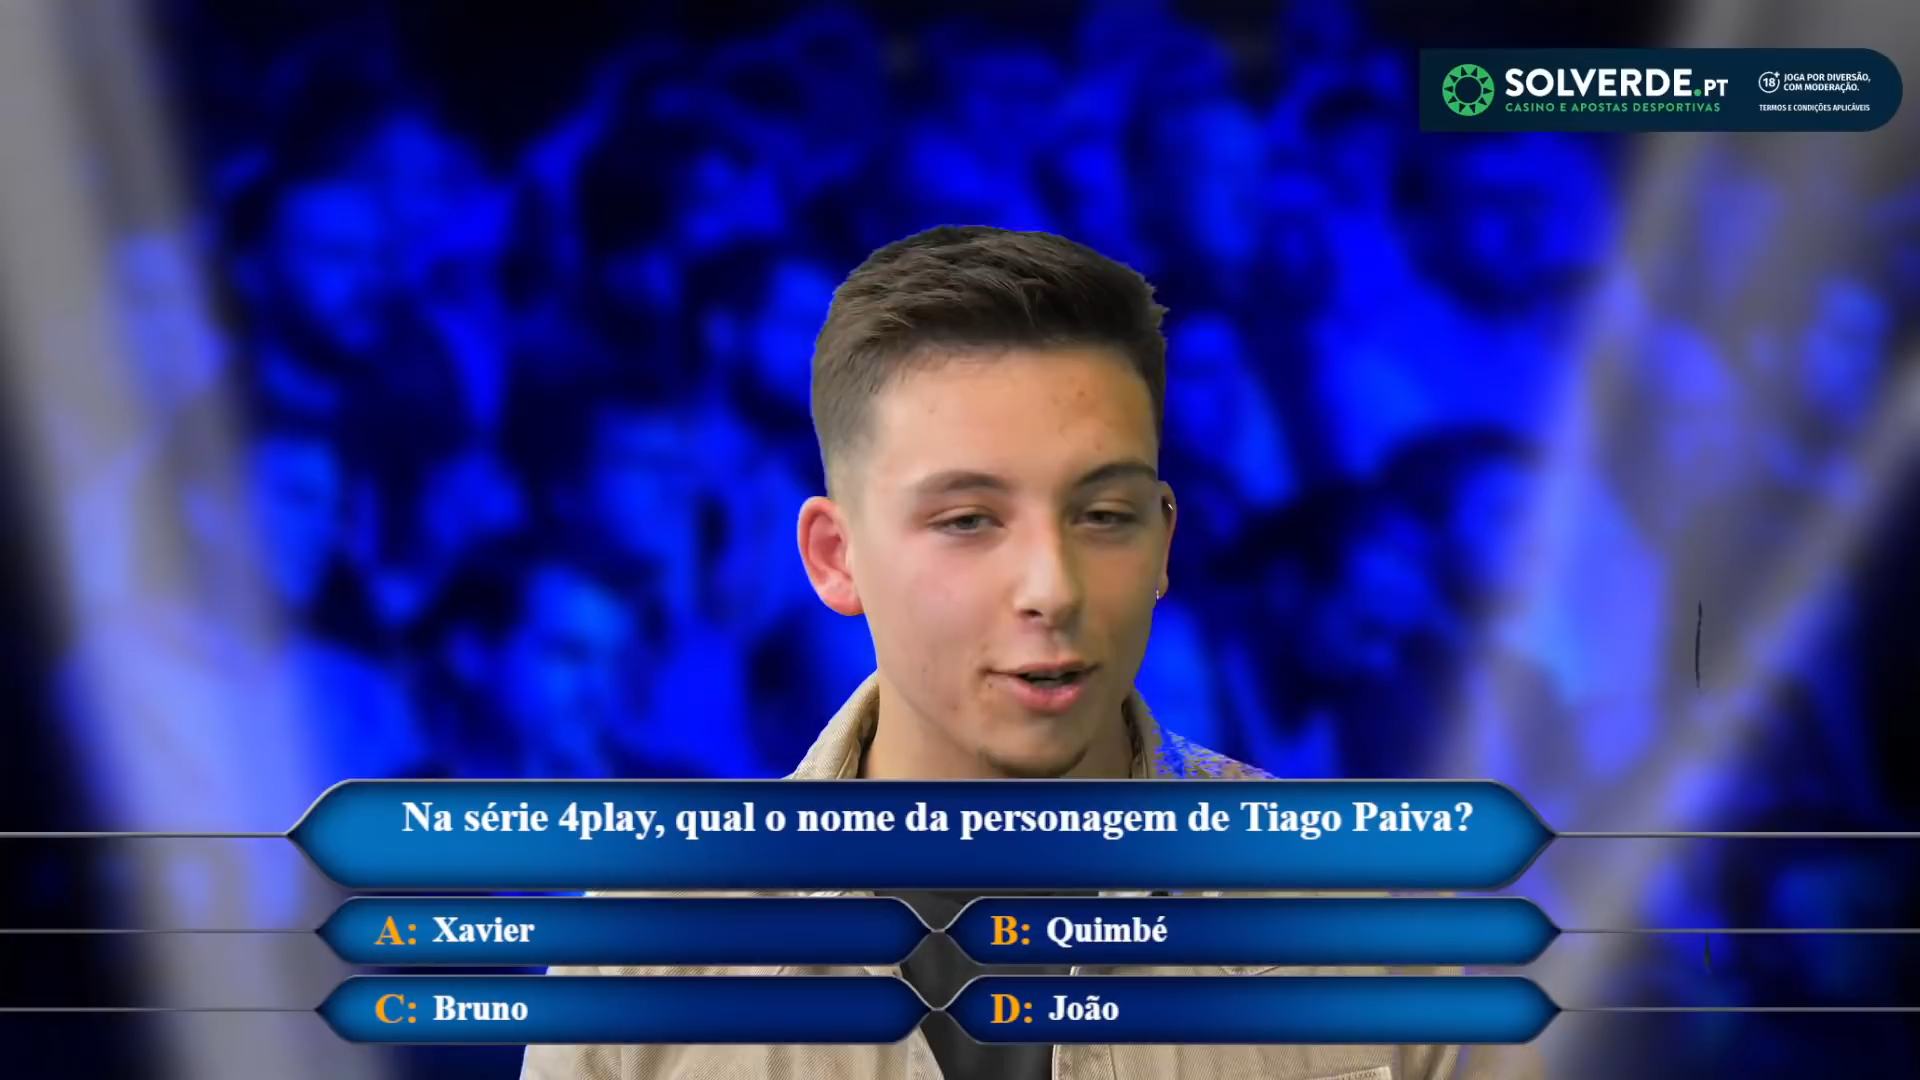 SOLVERDE.PT
CASINO E APOSTAS DESPORTIVAS
18+ JOGA POR DIVERSÃO,
COM MODERAÇÃO.
TERMOS E CONDIÇÕES APLICÁVEIS
Na série 4play, qual o nome da personagem de Tiago Paiva?
A: Xavier
B: Quimbé
C: Bruno
D: João